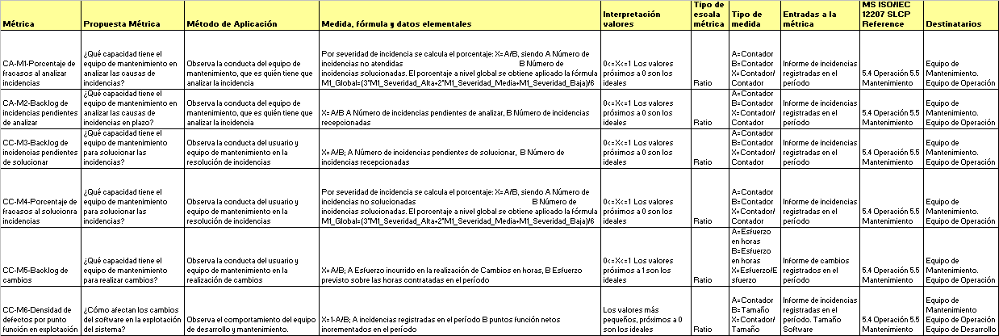 Métrica
Propuesta Métrica
Método de Aplicación
Medida, fórmula y datos elementales
Interpretación
valores
Tipo de
escala
métrica
Tipo de
medida
Entradas a la
métrica
MS ISO/IEC
12207 SLCP
Reference
Destinatarios
CA-M1-Porcentaje de
fracasos al analizar
incidencias
¿Qué capacidad tiene el
equipo de mantenimiento en
analizar las causas de
incidencias?
Observa la conducta del equipo de
mantenimiento, que es quién tiene que
analizar la incidencia
Por severidad de incidencia se calcula el porcentaje: X=A/B, siendo A Número de
incidencias no atendidas B Número de
incidencias solucionadas. El porcentaje a nivel global se obtiene aplicado la fórmula
M1_Global=(3*M1_Severidad_Alta+2*M1_Severidad_Media+M1_Severidad_Baja)/6
0<=X<=1 Los valores
próximos a 0 son los
ideales
Ratio
A=Contador
B=Contador
X=Contador/
Contador
Informe de incidencias
registradas en el
período
5.4 Operación 5.5
Mantenimiento
Equipo de
Mantenimiento.
Equipo de Operación
CA-M2-Backlog de
incidencias pendientes
de analizar
¿Qué capacidad tiene el
equipo de mantenimiento en
analizar las causas de
incidencias en plazo?
Observa la conducta del equipo de
mantenimiento, que es quién tiene que
analizar la incidencia
X=A/B A Número de incidencias pendientes de analizar, B Número de incidencias
recepcionadas
0<=X<=1 Los valores
próximos a 0 son los
ideales
Ratio
A=Contador
B=Contador
X=Contador/
Contador
Informe de incidencias
registradas en el
período
5.4 Operación 5.5
Mantenimiento
Equipo de
Mantenimiento.
Equipo de Operación
CC-M3-Backlog de
incidencias pendientes
de solucionar
¿Qué capacidad tiene el
equipo de mantenimiento
para solucionar las
incidencias?
Observa la conducta del usuario y
equipo de mantenimiento en la
resolución de incidencias
X=A/B; A Número de incidencias pendientes de solucionar, B Número de
incidencias recepcionadas
0<=X<=1 Los valores
próximos a 0 son los
ideales
Ratio
A=Contador
B=Contador
X=Contador/
Contador
Informe de incidencias
registradas en el
período
5.4 Operación 5.5
Mantenimiento
Equipo de
Mantenimiento.
Equipo de Operación
CC-M4-Porcentaje de
fracasos al solucionra
incidencias
¿Qué capacidad tiene el
equipo de mantenimiento
para solucionar las
incidencias?
Observa la conducta del usuario y
equipo de mantenimiento en la
resolución de incidencias
Por severidad de incidencia se calcula el porcentaje: X=A/B, siendo A Número de
incidencias no solucionadas B Número de
incidencias solucionadas. El porcentaje a nivel global se obtiene aplicado la fórmula
M1_Global=(3*M1_Severidad_Alta+2*M1_Severidad_Media+M1_Severidad_Baja)/6
0<=X<=1 Los valores
próximos a 0 son los
ideales
Ratio
A=Contador
B=Contador
X=Contador/
Contador
Informe de incidencias
registradas en el
período
5.4 Operación 5.5
Mantenimiento
Equipo de
Mantenimiento.
Equipo de Operación
CC-M5-Backlog de
cambios
¿Qué capacidad tiene el
equipo de mantenimiento
para realizar cambios?
Observa la conducta del usuario y
equipo de mantenimiento en la
realización de cambios
X=A/B; A Esfuerzo incurrido en la realización de Cambios en horas, B Esfuerzo
previsto sobre las horas contratadas en el período
0<=X<=1 Los valores
próximos a 1 son los
ideales
Ratio
A=Esfuerzo
en horas
B=Esfuerzo
en horas
X=Esfuerzo/E
sfuerzo
Informe de cambios
registradas en el
período
5.4 Operación 5.5
Mantenimiento
Equipo de
Mantenimiento.
Equipo de Operación
CC-M6-Densidad de
defectos por punto
función en explotación
¿Cómo afectan los cambios
del software en la explotación
del sistema?
Observa el comportamiento del equipo
de desarrollo y mantenimiento.
X=1-A/B; A incidencias registradas en el período B puntos función netos
incrementados en el período
Los valores más
pequeños, próximos a 0
son los ideales
Ratio
A=Contador
B=Tamaño
X=Contador/
Tamaño
Informe de incidencias
registradas en el
período. Tamaño
Software
5.4 Operación 5.5
Mantenimiento
Equipo de
Mantenimiento
Equipo de Operación
Equipo de Desarrollo